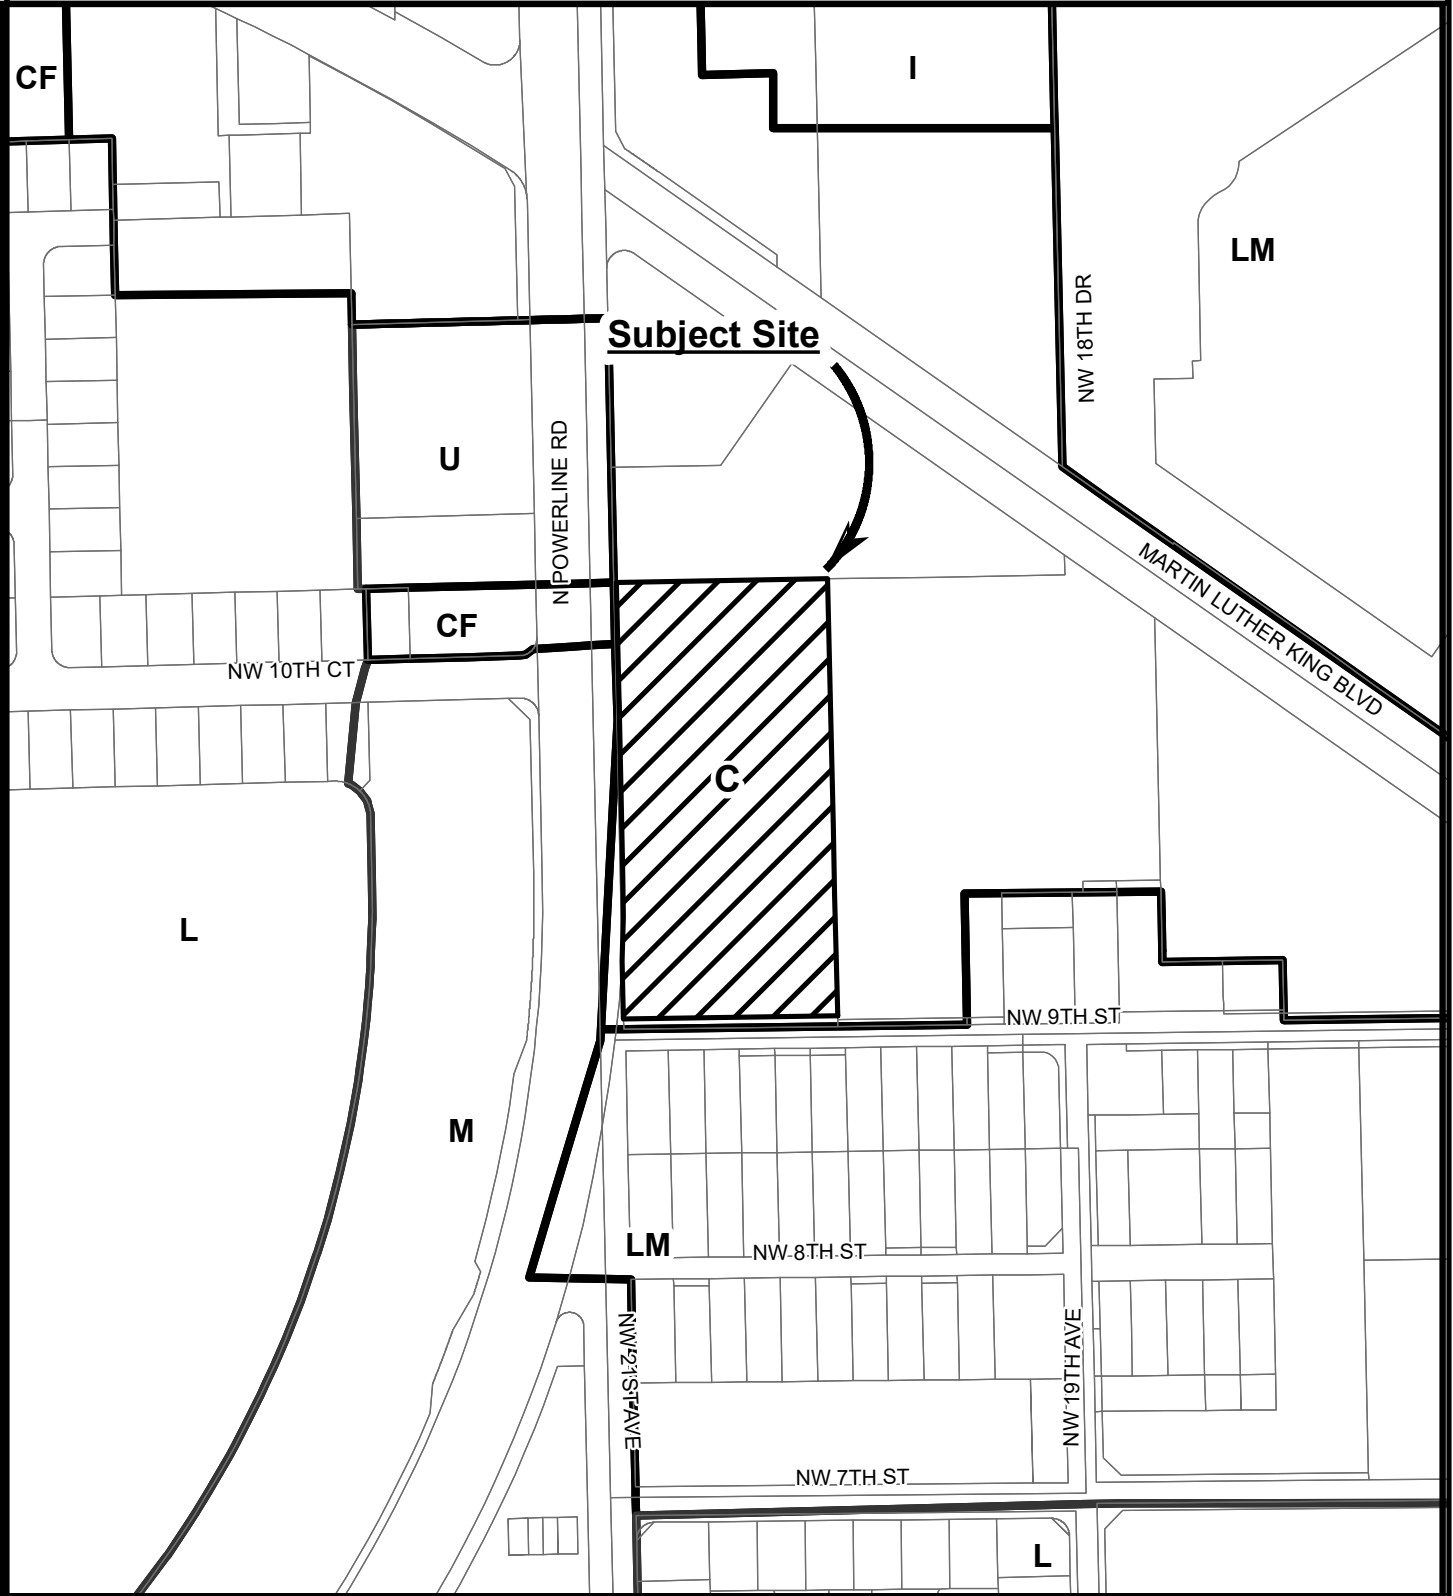 I
CF
LM
NW 18TH DR
Subject Site
U
N POWERLINE RD
MARTIN LUTHER KING BLVD
CF
NW 10TH CT
C
L
NW 9TH ST
M
LM
NW 8TH ST
NW 21ST AVE
NW 19TH AVE
NW 7TH ST
L